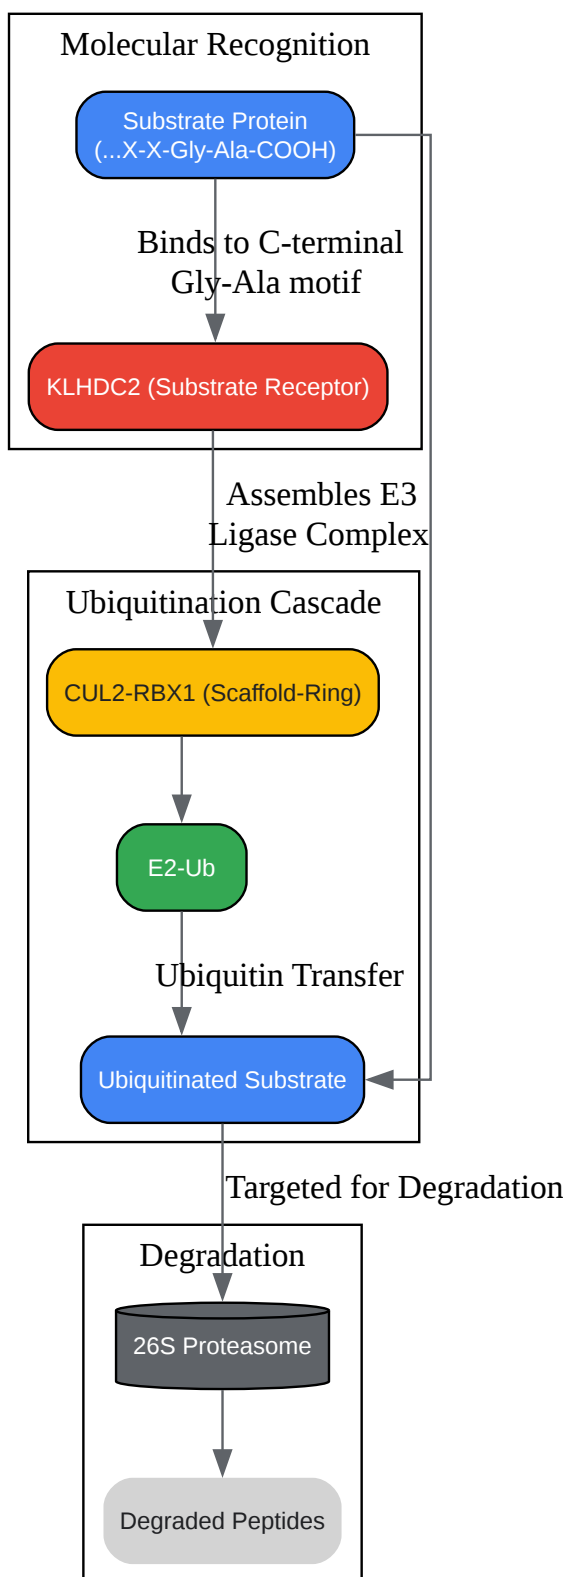 Molecular Recognition
Substrate Protein
(...X-X-Gly-Ala-COOH)
Binds to C-terminal
Gly-Ala motif
KLHDC2 (Substrate Receptor)
Assembles E3
Ligase Complex
Ubiquitination Cascade
CUL2-RBX1 (Scaffold-Ring)
E2-Ub
Ubiquitin Transfer
Ubiquitinated Substrate
Targeted for Degradation
Degradation
26S Proteasome
Degraded Peptides